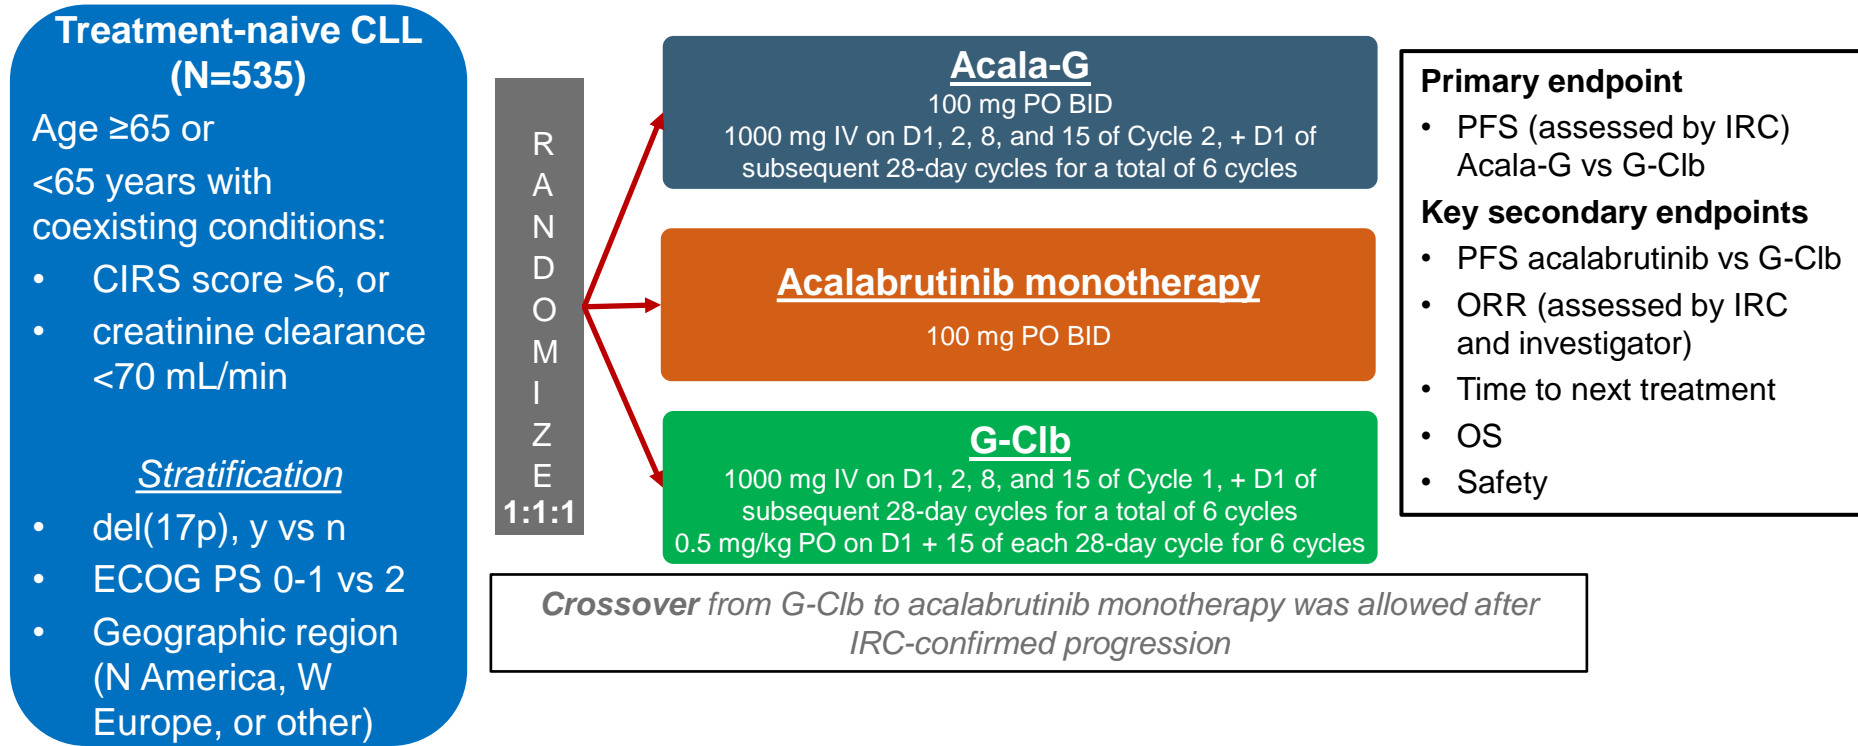 Treatment-naive CLL
(N=535)
Age ≥65 or
<65 years with
coexisting conditions:
• CIRS score >6, or
• creatinine clearance
<70 mL/min
Stratification
• del(17p), y vs n
• ECOG PS 0-1 vs 2
• Geographic region
(N America, W
Europe, or other)
R
A
N
D
O
M
I
Z
E
1:1:1
Acala-G
100 mg PO BID
1000 mg IV on D1, 2, 8, and 15 of Cycle 2, + D1 of
subsequent 28-day cycles for a total of 6 cycles
Acalabrutinib monotherapy
100 mg PO BID
G-Clb
1000 mg IV on D1, 2, 8, and 15 of Cycle 1, + D1 of
subsequent 28-day cycles for a total of 6 cycles
0.5 mg/kg PO on D1 + 15 of each 28-day cycle for 6 cycles
Crossover from G-Clb to acalabrutinib monotherapy was allowed after
IRC-confirmed progression
Primary endpoint
• PFS (assessed by IRC)
Acala-G vs G-Clb
Key secondary endpoints
• PFS acalabrutinib vs G-Clb
• ORR (assessed by IRC
and investigator)
• Time to next treatment
• OS
• Safety